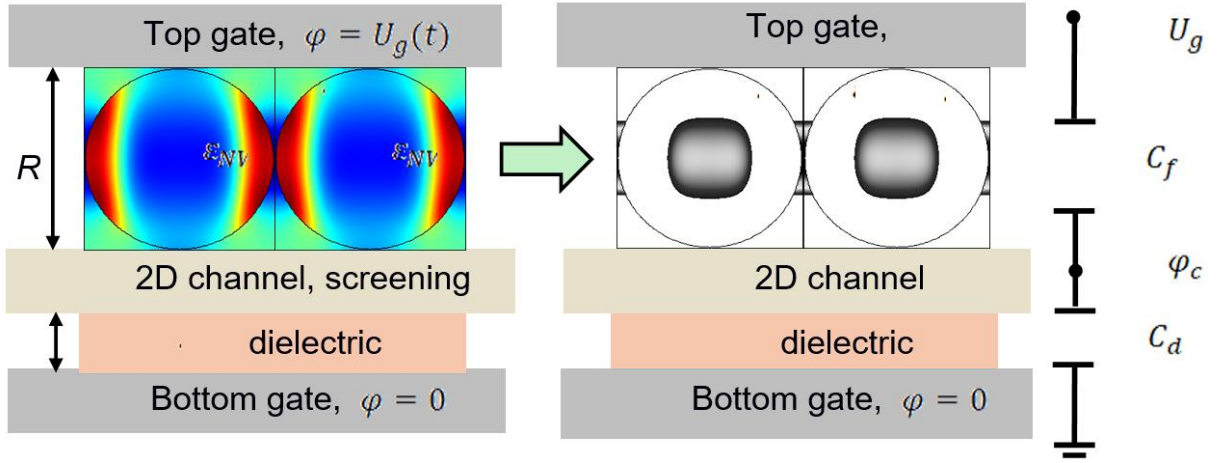 Top gate, φ = U_g(t)
R
ε_NV
ε_NV
2D channel, screening
dielectric
Bottom gate, φ = 0
Top gate,
2D channel
dielectric
Bottom gate, φ = 0
U_g
C_f
φ_c
C_d